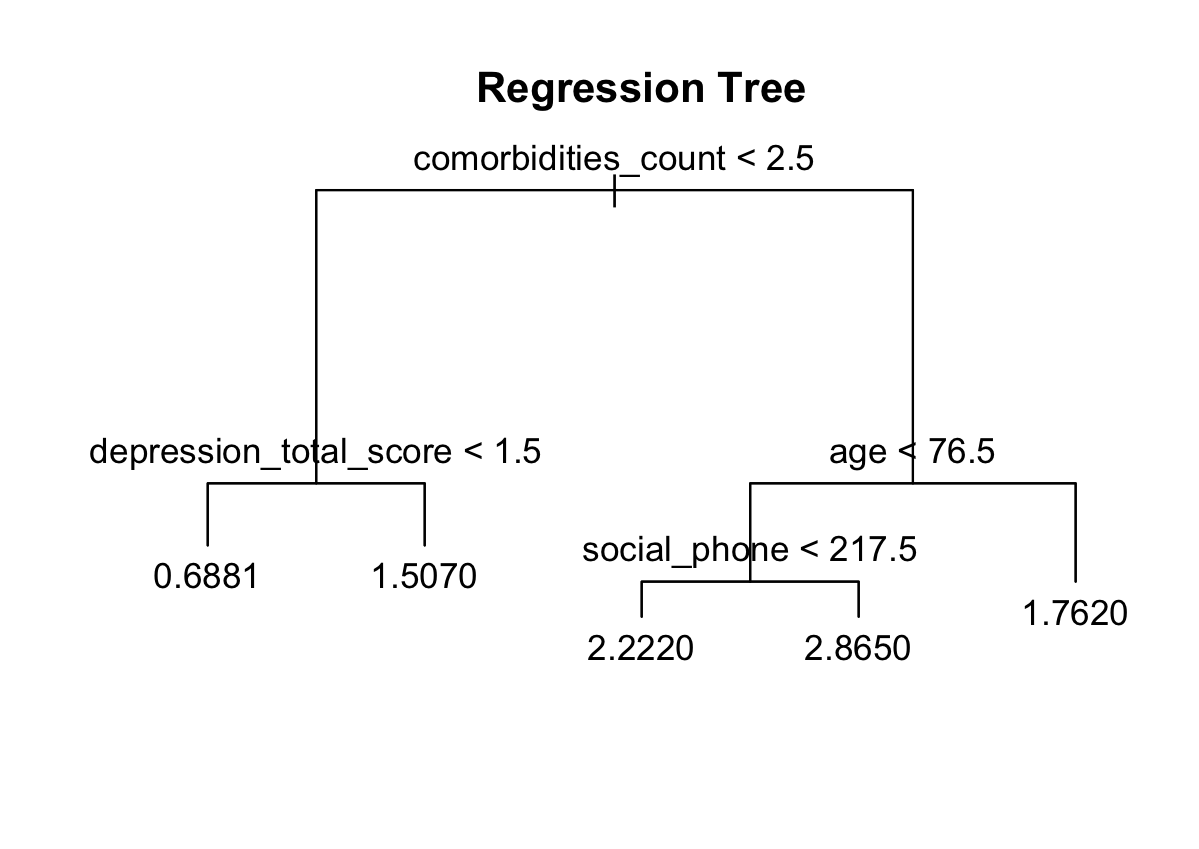 Regression Tree
comorbidities_count < 2.5
depression_total_score < 1.5
age < 76.5
social_phone < 217.5
0.6881
1.5070
1.7620
2.2220
2.8650